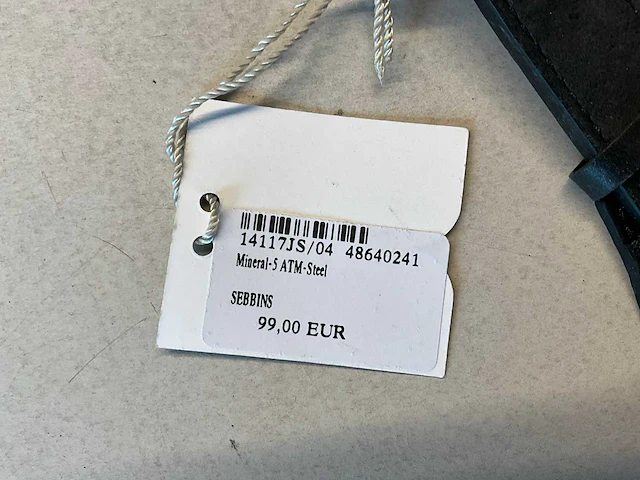 14117JS/04 48640241
Mineral-5 ATM-Steel
SEBBINS
99,00 EUR